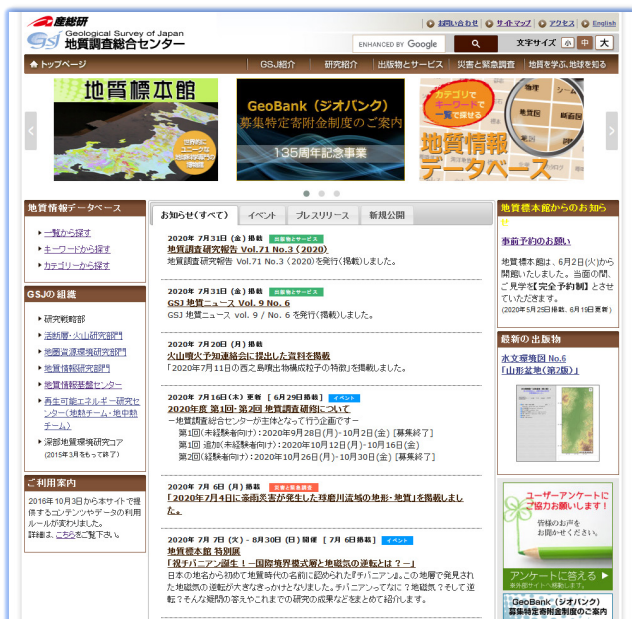 産総研
Geological Survey of Japan
GSJ 地質調査総合センター
お問い合わせ
サイトマップ
アクセス
English
ENHANCED BY Google
文字サイズ 小 中 大
トップページ
GSJ紹介
研究紹介
出版物とサービス
災害と緊急調査
地質を学ぶ、地球を知る
地質標本館
世界的に
ユニークな
GeoBank（ジオバンク）
募集特定寄附金制度のご案内
135周年記念事業
カテゴリで
キーワードで
一覧で探せる
物理
地質図
断面図
地質情報
データベース
地質情報データベース
一覧から探す
キーワードから探す
カテゴリーから探す
GSJの組織
研究戦略部
活断層・火山研究部門
地圏資源環境研究部門
地質情報研究部門
地質情報基盤センター
再生可能エネルギー研究セ
ンター(地熱チーム・地中熱
チーム)
深部地質環境研究コア
(2015年3月をもって終了)
ご利用案内
2016年10月3日から本サイトで提
供するコンテンツやデータの利用
ルールが変わりました。
詳細は、こちらをご覧下さい。
お知らせ(すべて)
イベント
プレスリリース
新規公開
2020年 7月31日 (金) 掲載 出版物とサービス
地質調査研究報告 Vol.71 No.3 (2020)
地質調査研究報告 Vol.71 No.3 (2020)を発行(掲載)しました。
2020年 7月31日 (金) 掲載 出版物とサービス
GSJ 地質ニュース Vol. 9 No. 6
GSJ 地質ニュース vol. 9 / No. 6 を発行(掲載)しました。
2020年 7月20日 (月) 掲載
火山噴火予知連絡会に提出した資料を掲載
「2020年7月11日の西之島噴出物構成粒子の特徴」を掲載しました。
2020年 7月16日(木) 更新 [ 6月29日掲載] イベント
2020年度 第1回・第2回 地質調査研修について
－地質調査総合センターが主体となって行う企画です－
第1回(未経験者向け)：2020年9月28日(月)-10月2日(金) [募集終了]
第1回 追加(未経験者向け)：2020年10月12日(月)-10月16日(金)
第2回(経験者向け)：2020年10月26日(月)-10月30日(金) [募集終了]
2020年 7月 6日 (月) 掲載 災害と緊急調査
「2020年7月4日に豪雨災害が発生した球磨川流域の地形・地質」を掲載しまし
た。
2020年 7月 7日 (火) - 8月30日 (日) 開催 [ 7月 6日掲載] イベント
地質標本館 特別展
「祝チバニアン誕生！－国際境界模式層と地磁気の逆転とは？－」
日本の地名から初めて地質時代の名前に認められた『チバニアン』。この地層で発見され
た地磁気の逆転が大きなきっかけとなりました。チバニアンってなに？地磁気？そして逆
転？そんな疑問の答えやこれまでの研究の成果などをまとめて紹介します。
地質標本館からのお知ら
せ
事前予約のお願い
地質標本館は、6月2日(火)から
開館いたしました。当面の間、
ご見学を【完全予約制】とさせ
ていただきます。
(2020年5月25日掲載、6月19日更新)
最新の出版物
水文環境図 No.6
「山形盆地(第2版)」
ユーザーアンケートに
ご協力お願いします！
皆様のお声を
お聞かせください。
アンケートに答える
※外部サイトへ移動します。
GeoBank (ジオバンク)
募集特定寄附金制度のご案内